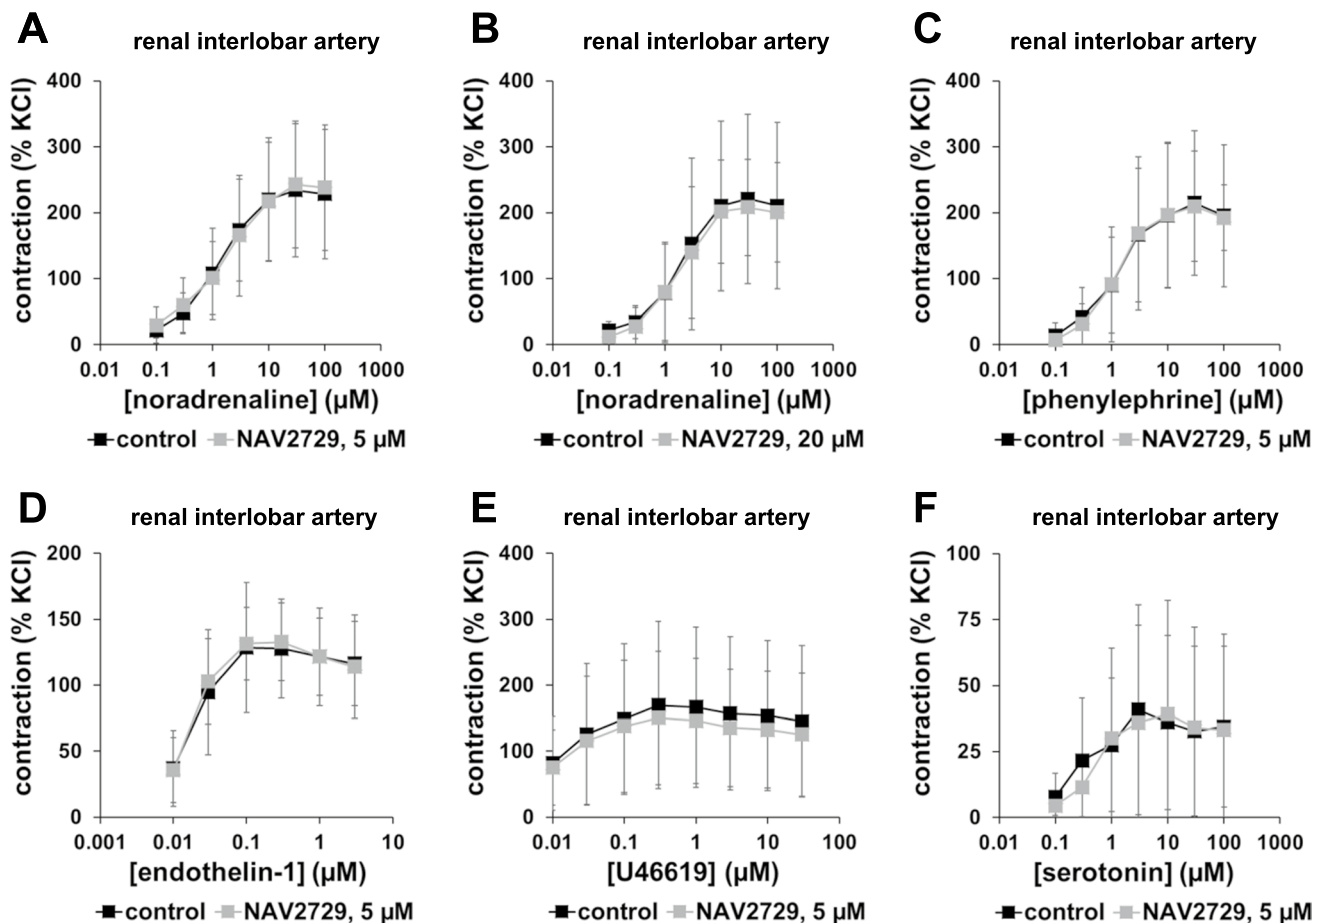 A
renal interlobar artery
contraction (% KCl)
400
300
200
100
0
0.01 0.1 1 10 100 1000
[noradrenaline] (µM)
control NAV2729, 5 µM
B
renal interlobar artery
contraction (% KCl)
400
300
200
100
0
0.01 0.1 1 10 100 1000
[noradrenaline] (µM)
control NAV2729, 20 µM
C
renal interlobar artery
contraction (% KCl)
400
300
200
100
0
0.01 0.1 1 10 100 1000
[phenylephrine] (µM)
control NAV2729, 5 µM
D
renal interlobar artery
contraction (% KCl)
200
150
100
50
0
0.001 0.01 0.1 1 10
[endothelin-1] (µM)
control NAV2729, 5 µM
E
renal interlobar artery
contraction (% KCl)
400
300
200
100
0
0.01 0.1 1 10 100
[U46619] (µM)
control NAV2729, 5 µM
F
renal interlobar artery
contraction (% KCl)
100
75
50
25
0
0.01 0.1 1 10 100 1000
[serotonin] (µM)
control NAV2729, 5 µM